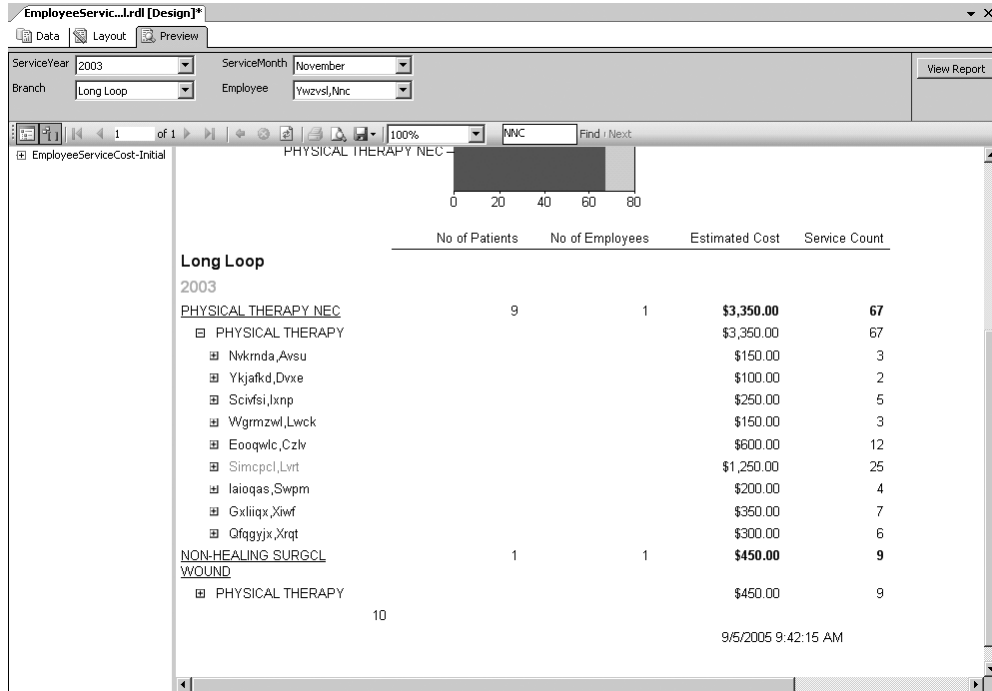 EmployeeServic...l.rdl [Design]*
Data Layout Preview
ServiceYear 2003 ServiceMonth November View Report
Branch Long Loop Employee Ywzvsl,Nnc
1 of 1 100% NNC Find | Next
EmployeeServiceCost-Initial
PHYSICAL THERAPY NEC
0 20 40 60 80
No of Patients No of Employees Estimated Cost Service Count
Long Loop
2003
PHYSICAL THERAPY NEC 9 1 $3,350.00 67
PHYSICAL THERAPY $3,350.00 67
Nvkrnda,Avsu $150.00 3
Ykjafkd,Dvxe $100.00 2
Scivfsi,Ixnp $250.00 5
Wgrmzwl,Lwck $150.00 3
Eooqwlc,Czlv $600.00 12
Simcpcl,Lvrt $1,250.00 25
Iaioqas,Swpm $200.00 4
Gxliiqx,Xiwf $350.00 7
Qfqgyjx,Xrqt $300.00 6
NON-HEALING SURGCL 1 1 $450.00 9
WOUND
PHYSICAL THERAPY $450.00 9
10
9/5/2005 9:42:15 AM